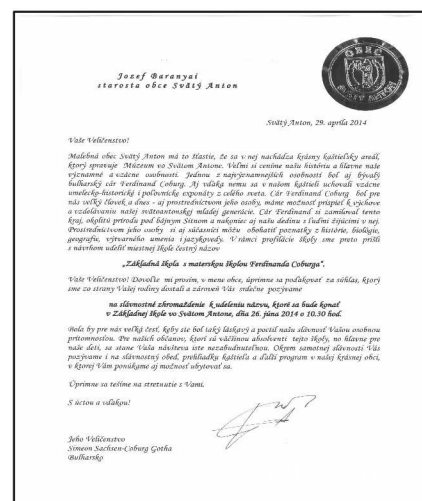 Jozef Baranyai
starosta obce Svätý Anton
OBEC
SVÄTÝ ANTON
Svätý Anton, 29. apríla 2014
Vaše Veličenstvo!
Malebná obec Svätý Anton má to šťastie, že sa v nej nachádza krásny kaštieľsky areál,
ktorý spravuje Múzeum vo Svätom Antone. Veľmi si ceníme našu históriu a hlavne naše
významné a vzácne osobnosti. Jednou z najvýznamnejších osobností bol aj bývalý
bulharský cár Ferdinand Coburg. Aj vďaka nemu sa v našom kaštieli uchovali vzácne
umelecko-historické i poľovnícke exponáty z celého sveta. Cár Ferdinand Coburg bol pre
nás veľký človek a dnes - aj prostredníctvom jeho osoby, máme možnosť prispieť k výchove
a vzdelávaniu našej svätoantonskej mladej generácie. Cár Ferdinand si zamiloval tento
kraj, okolitú prírodu pod bájnym Sitnom a nakoniec aj našu dedinu s ľuďmi žijúcimi v nej.
Prostredníctvom jeho osoby si aj súčasníci môžu obohatiť poznatky z histórie, biológie,
geografie, výtvarného umenia i jazykovedy. V rámci profilácie školy sme preto prišli
s návrhom udeliť miestnej škole čestný názov
„Základná škola s materskou školou Ferdinanda Coburga“.
Vaše Veličenstvo! Dovoľte mi prosím, v mene obce, úprimne sa poďakovať za súhlas, ktorý
sme zo strany Vašej rodiny dostali a zároveň Vás srdečne pozývame
na slávnostné zhromaždenie k udeleniu názvu, ktoré sa bude konať
v Základnej škole vo Svätom Antone, dňa 26. júna 2014 o 10.30 hod.
Bola by pre nás veľká česť, keby ste bol taký láskavý a poctil našu slávnosť Vašou osobnou
prítomnosťou. Pre našich občanov, ktorí sú väčšinou absolventi tejto školy, no hlavne pre
naše deti, sa stane Vaša návšteva iste nezabudnuteľnou. Okrem samotnej slávnosti Vás
pozývame i na slávnostný obed, prehliadku kaštieľa a ďalší program v našej krásnej obci,
v ktorej Vám ponúkame aj možnosť ubytovať sa.
Úprimne sa tešíme na stretnutie s Vami.
S úctou a vďakou!
Jeho Veličenstvo
Simeon Sachsen-Coburg Gotha
Bulharsko